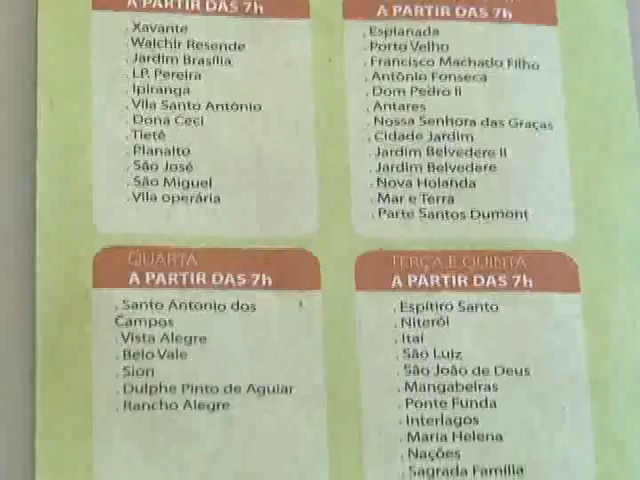 A PARTIR DAS 7h
. Xavante
. Walchir Resende
. Jardim Brasília
. LP. Pereira
. Ipiranga
. Vila Santo Antônio
. Dona Ceci
. Tietê
. Planalto
. São José
. São Miguel
. Vila operária
A PARTIR DAS 7h
. Esplanada
. Porto Velho
. Francisco Machado Filho
. Antônio Fonseca
. Dom Pedro II
. Antares
. Nossa Senhora das Graças
. Cidade Jardim
. Jardim Belvedere II
. Jardim Belvedere
. Nova Holanda
. Mar e Terra
. Parte Santos Dumont
QUARTA
A PARTIR DAS 7h
. Santo Antonio dos
Campos
. Vista Alegre
. Belo Vale
. Sion
. Dulphe Pinto de Aguiar
. Rancho Alegre
TERÇA E QUINTA
A PARTIR DAS 7h
. Espítiro Santo
. Niterói
. Itaí
. São Luiz
. São João de Deus
. Mangabeiras
. Ponte Funda
. Interlagos
. Maria Helena
. Nações
. Sagrada Família